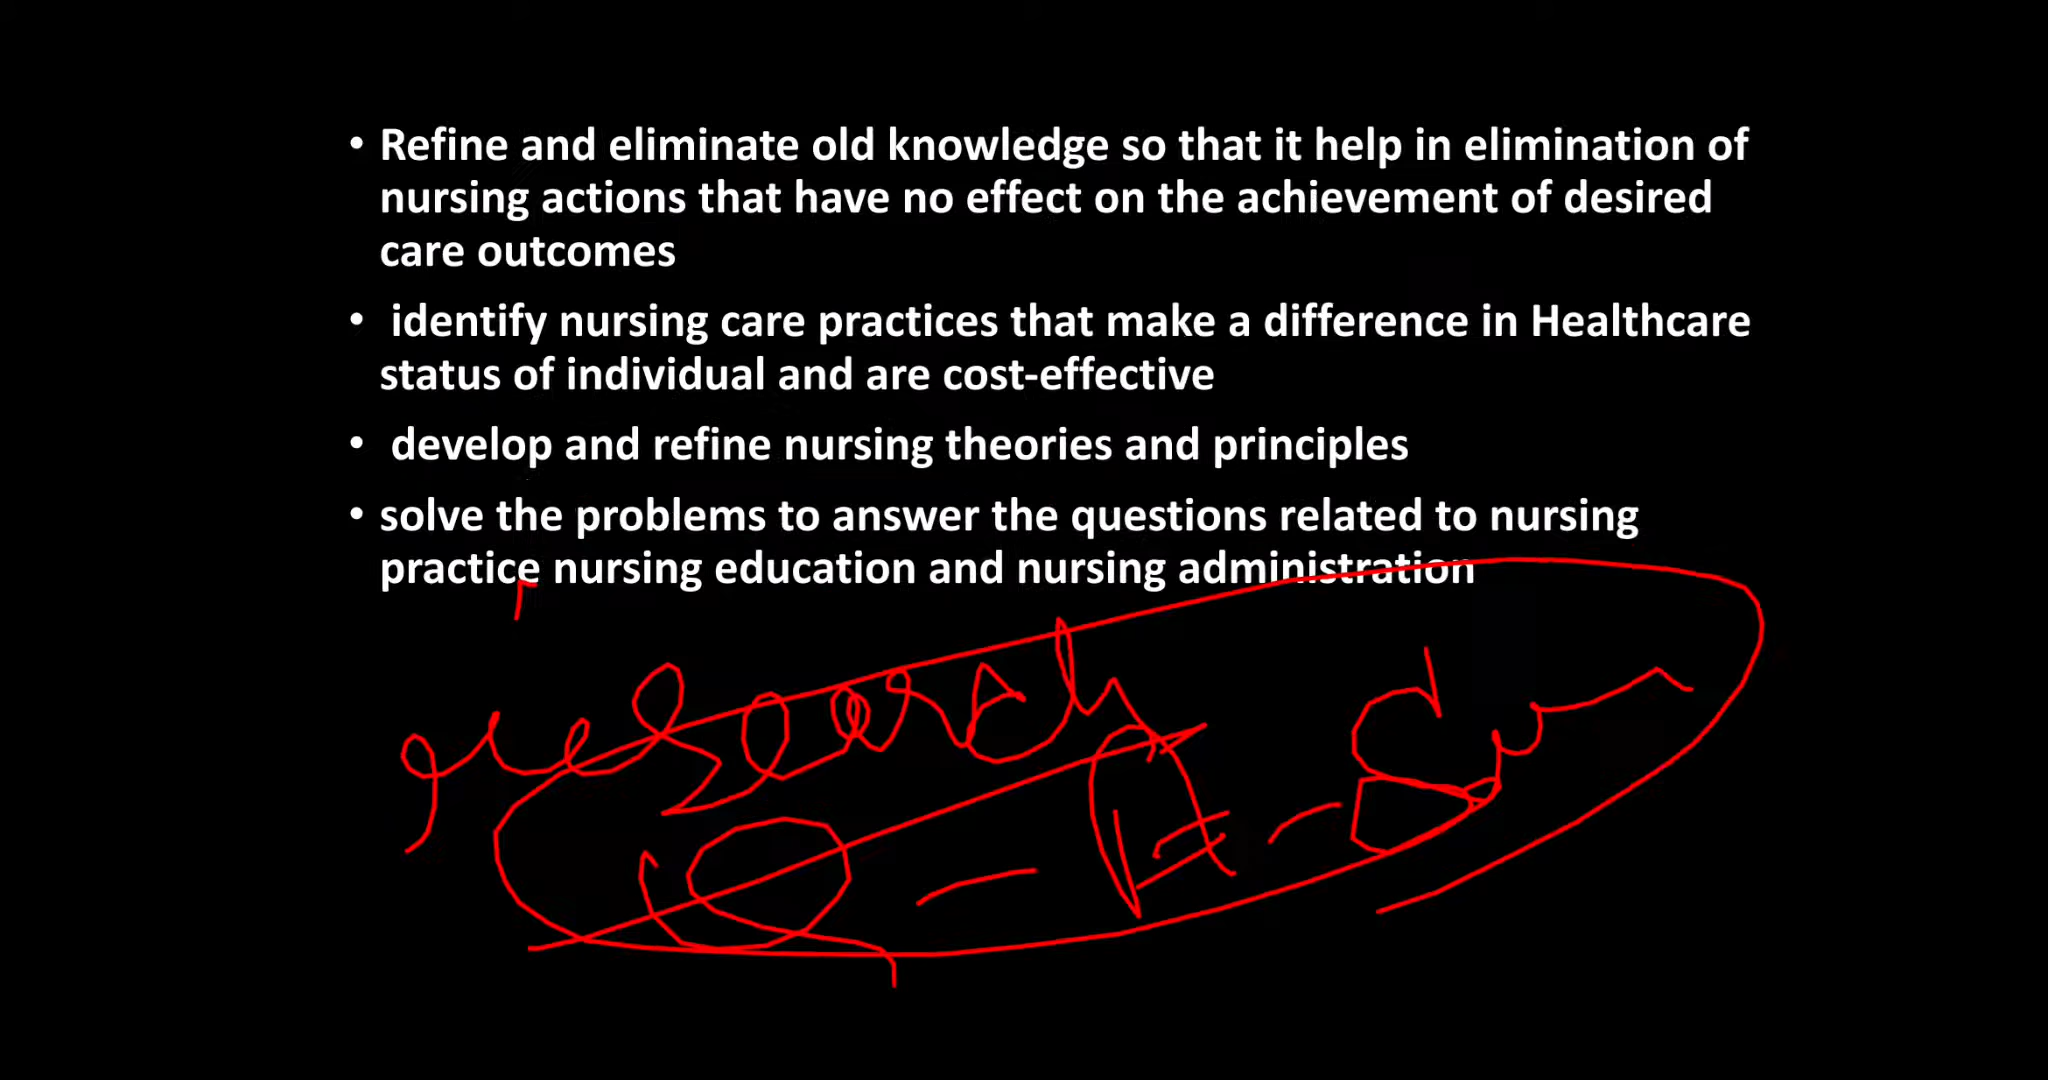 • Refine and eliminate old knowledge so that it help in elimination of
nursing actions that have no effect on the achievement of desired
care outcomes
• identify nursing care practices that make a difference in Healthcare
status of individual and are cost-effective
• develop and refine nursing theories and principles
• solve the problems to answer the questions related to nursing
practice nursing education and nursing administration
research